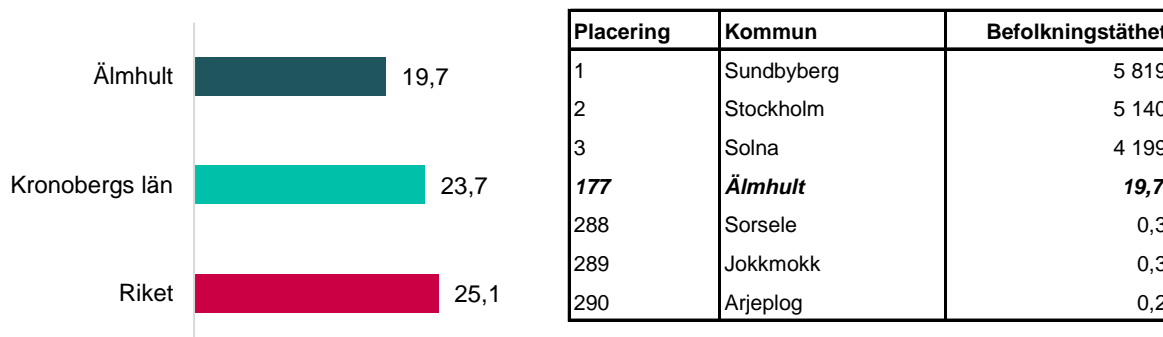 Älmhult 19,7
Kronobergs län 23,7
Riket 25,1
Placering Kommun Befolkningstäthet
1 Sundbyberg 5 819
2 Stockholm 5 140
3 Solna 4 199
177 Älmhult 19,7
288 Sorsele 0,3
289 Jokkmokk 0,3
290 Arjeplog 0,2